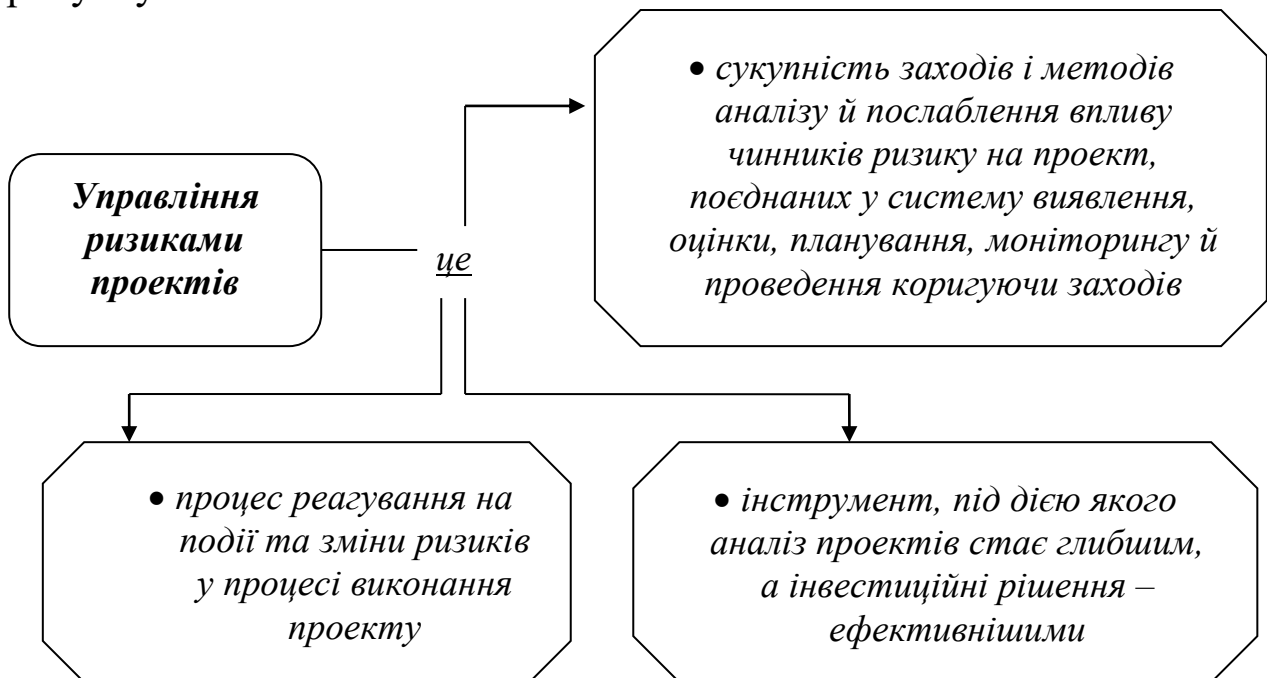 Управління
ризиками
проектів
це
• сукупність заходів і методів
аналізу й послаблення впливу
чинників ризику на проект,
поєднаних у систему виявлення,
оцінки, планування, моніторингу й
проведення коригуючи заходів
• процес реагування на
події та зміни ризиків
у процесі виконання
проекту
• інструмент, під дією якого
аналіз проектів стає глибшим,
а інвестиційні рішення –
ефективнішими